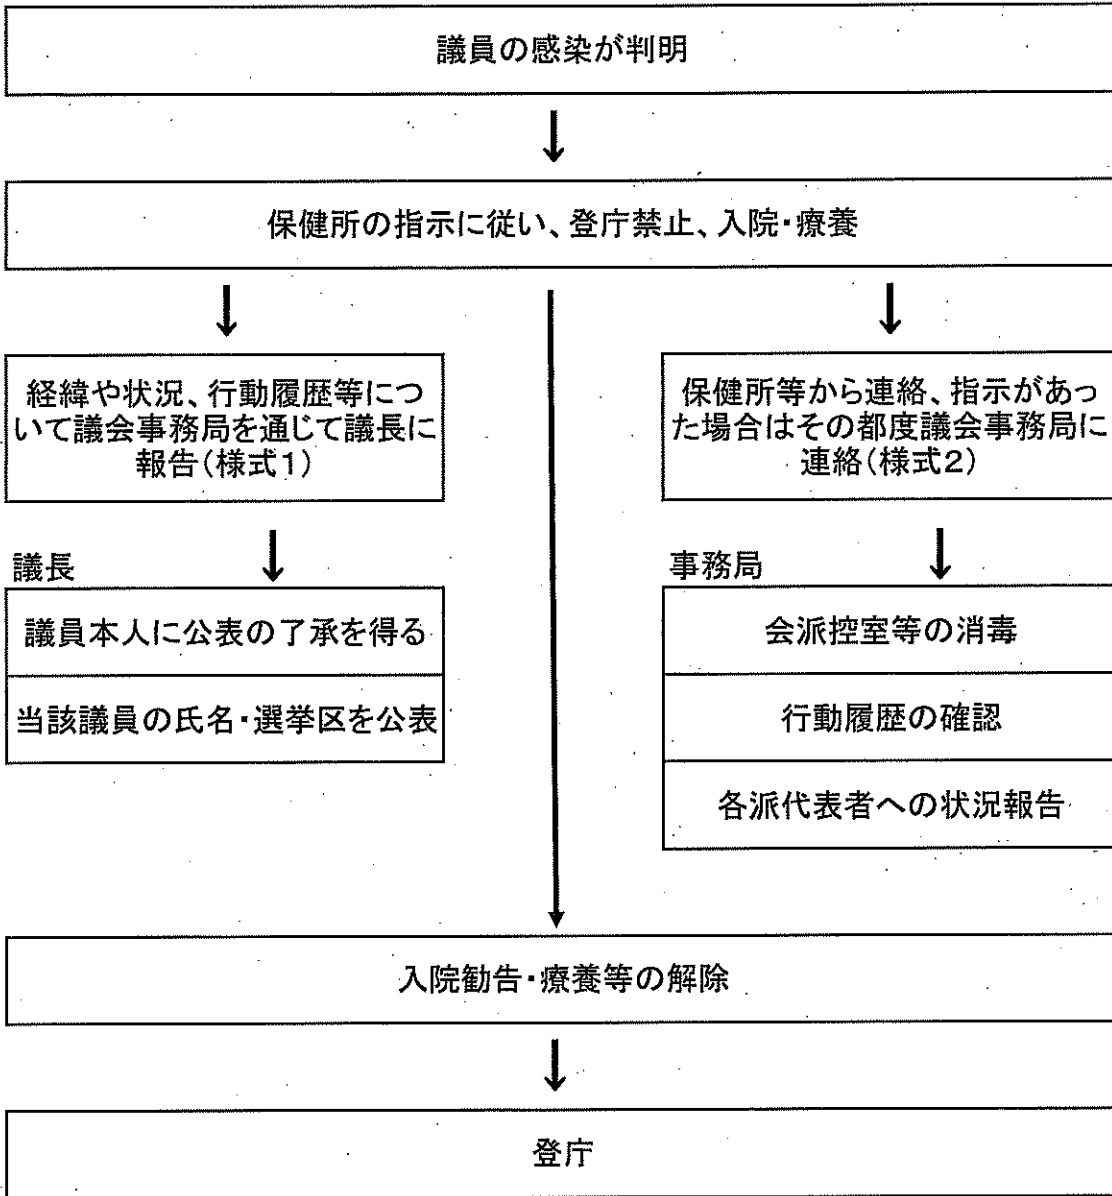 議員の感染が判明
保健所の指示に従い、登庁禁止、入院・療養
経緯や状況、行動履歴等につ
いて議会事務局を通じて議長に
報告(様式1)
保健所等から連絡、指示があっ
た場合はその都度議会事務局に
連絡(様式2)
議長
議員本人に公表の了承を得る
当該議員の氏名・選挙区を公表
事務局
会派控室等の消毒
行動履歴の確認
各派代表者への状況報告
入院勧告・療養等の解除
登庁